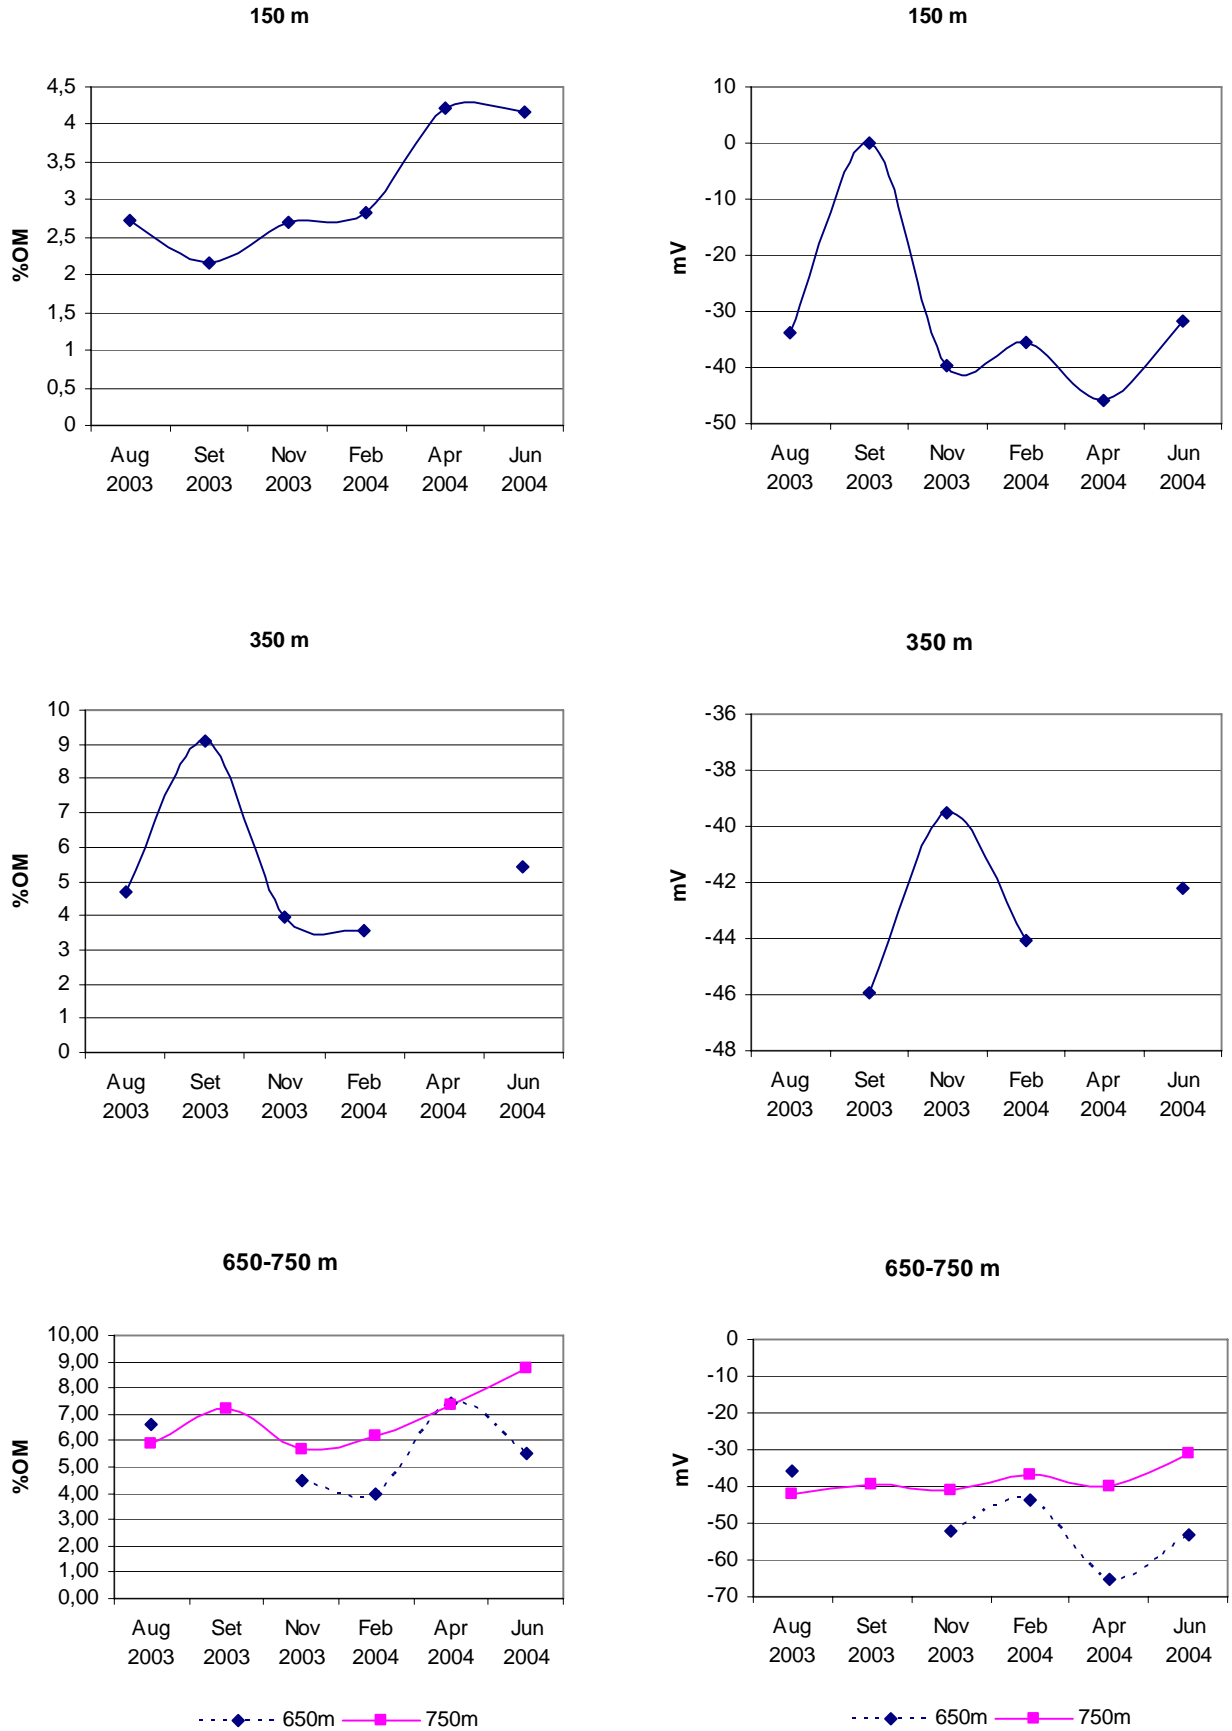 150 m
%OM
4,5
4
3,5
3
2,5
2
1,5
1
0,5
0
Aug Set Nov Feb Apr Jun
2003 2003 2003 2004 2004 2004
150 m
mV
10
0
-10
-20
-30
-40
-50
Aug Set Nov Feb Apr Jun
2003 2003 2003 2004 2004 2004
350 m
%OM
10
9
8
7
6
5
4
3
2
1
0
Aug Set Nov Feb Apr Jun
2003 2003 2003 2004 2004 2004
350 m
mV
-36
-38
-40
-42
-44
-46
-48
Aug Set Nov Feb Apr Jun
2003 2003 2003 2004 2004 2004
650-750 m
%OM
10,00
9,00
8,00
7,00
6,00
5,00
4,00
3,00
2,00
1,00
0,00
Aug Set Nov Feb Apr Jun
2003 2003 2003 2004 2004 2004
650m 750m
650-750 m
mV
0
-10
-20
-30
-40
-50
-60
-70
Aug Set Nov Feb Apr Jun
2003 2003 2003 2004 2004 2004
650m 750m